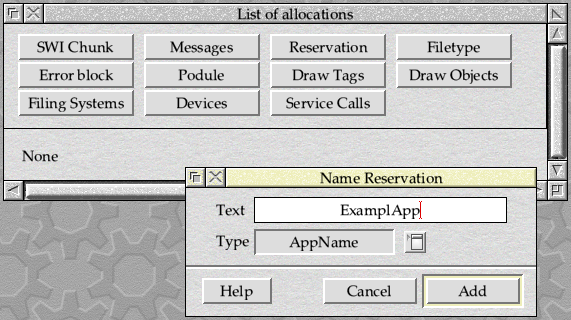 List of allocations
SWI Chunk Messages Reservation Filetype
Error block Podule Draw Tags Draw Objects
Filing Systems Devices Service Calls
None
Name Reservation
Text ExamplApp
Type AppName
Help Cancel Add